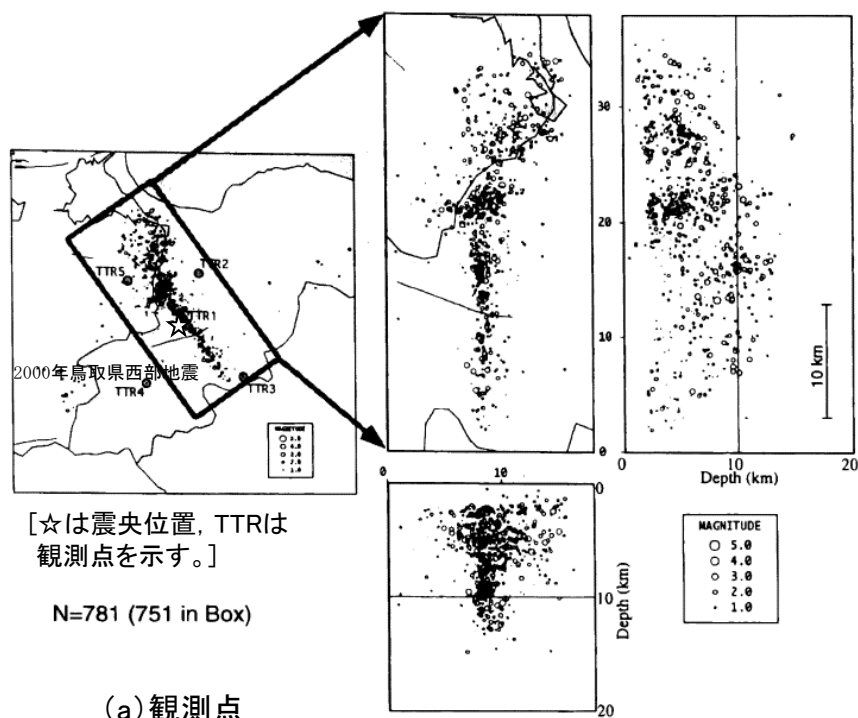 30
20
10
0
10 km
0
10
20
Depth (km)
TTR2
TTR5
TTR1
2000年鳥取県西部地震
TTR4
TTR3
MAGNITUDE
0
10
0
10
20
Depth (km)
[☆は震央位置，TTRは
観測点を示す。]
N=781 (751 in Box)
MAGNITUDE
5.0
4.0
3.0
2.0
1.0
(a)観測点